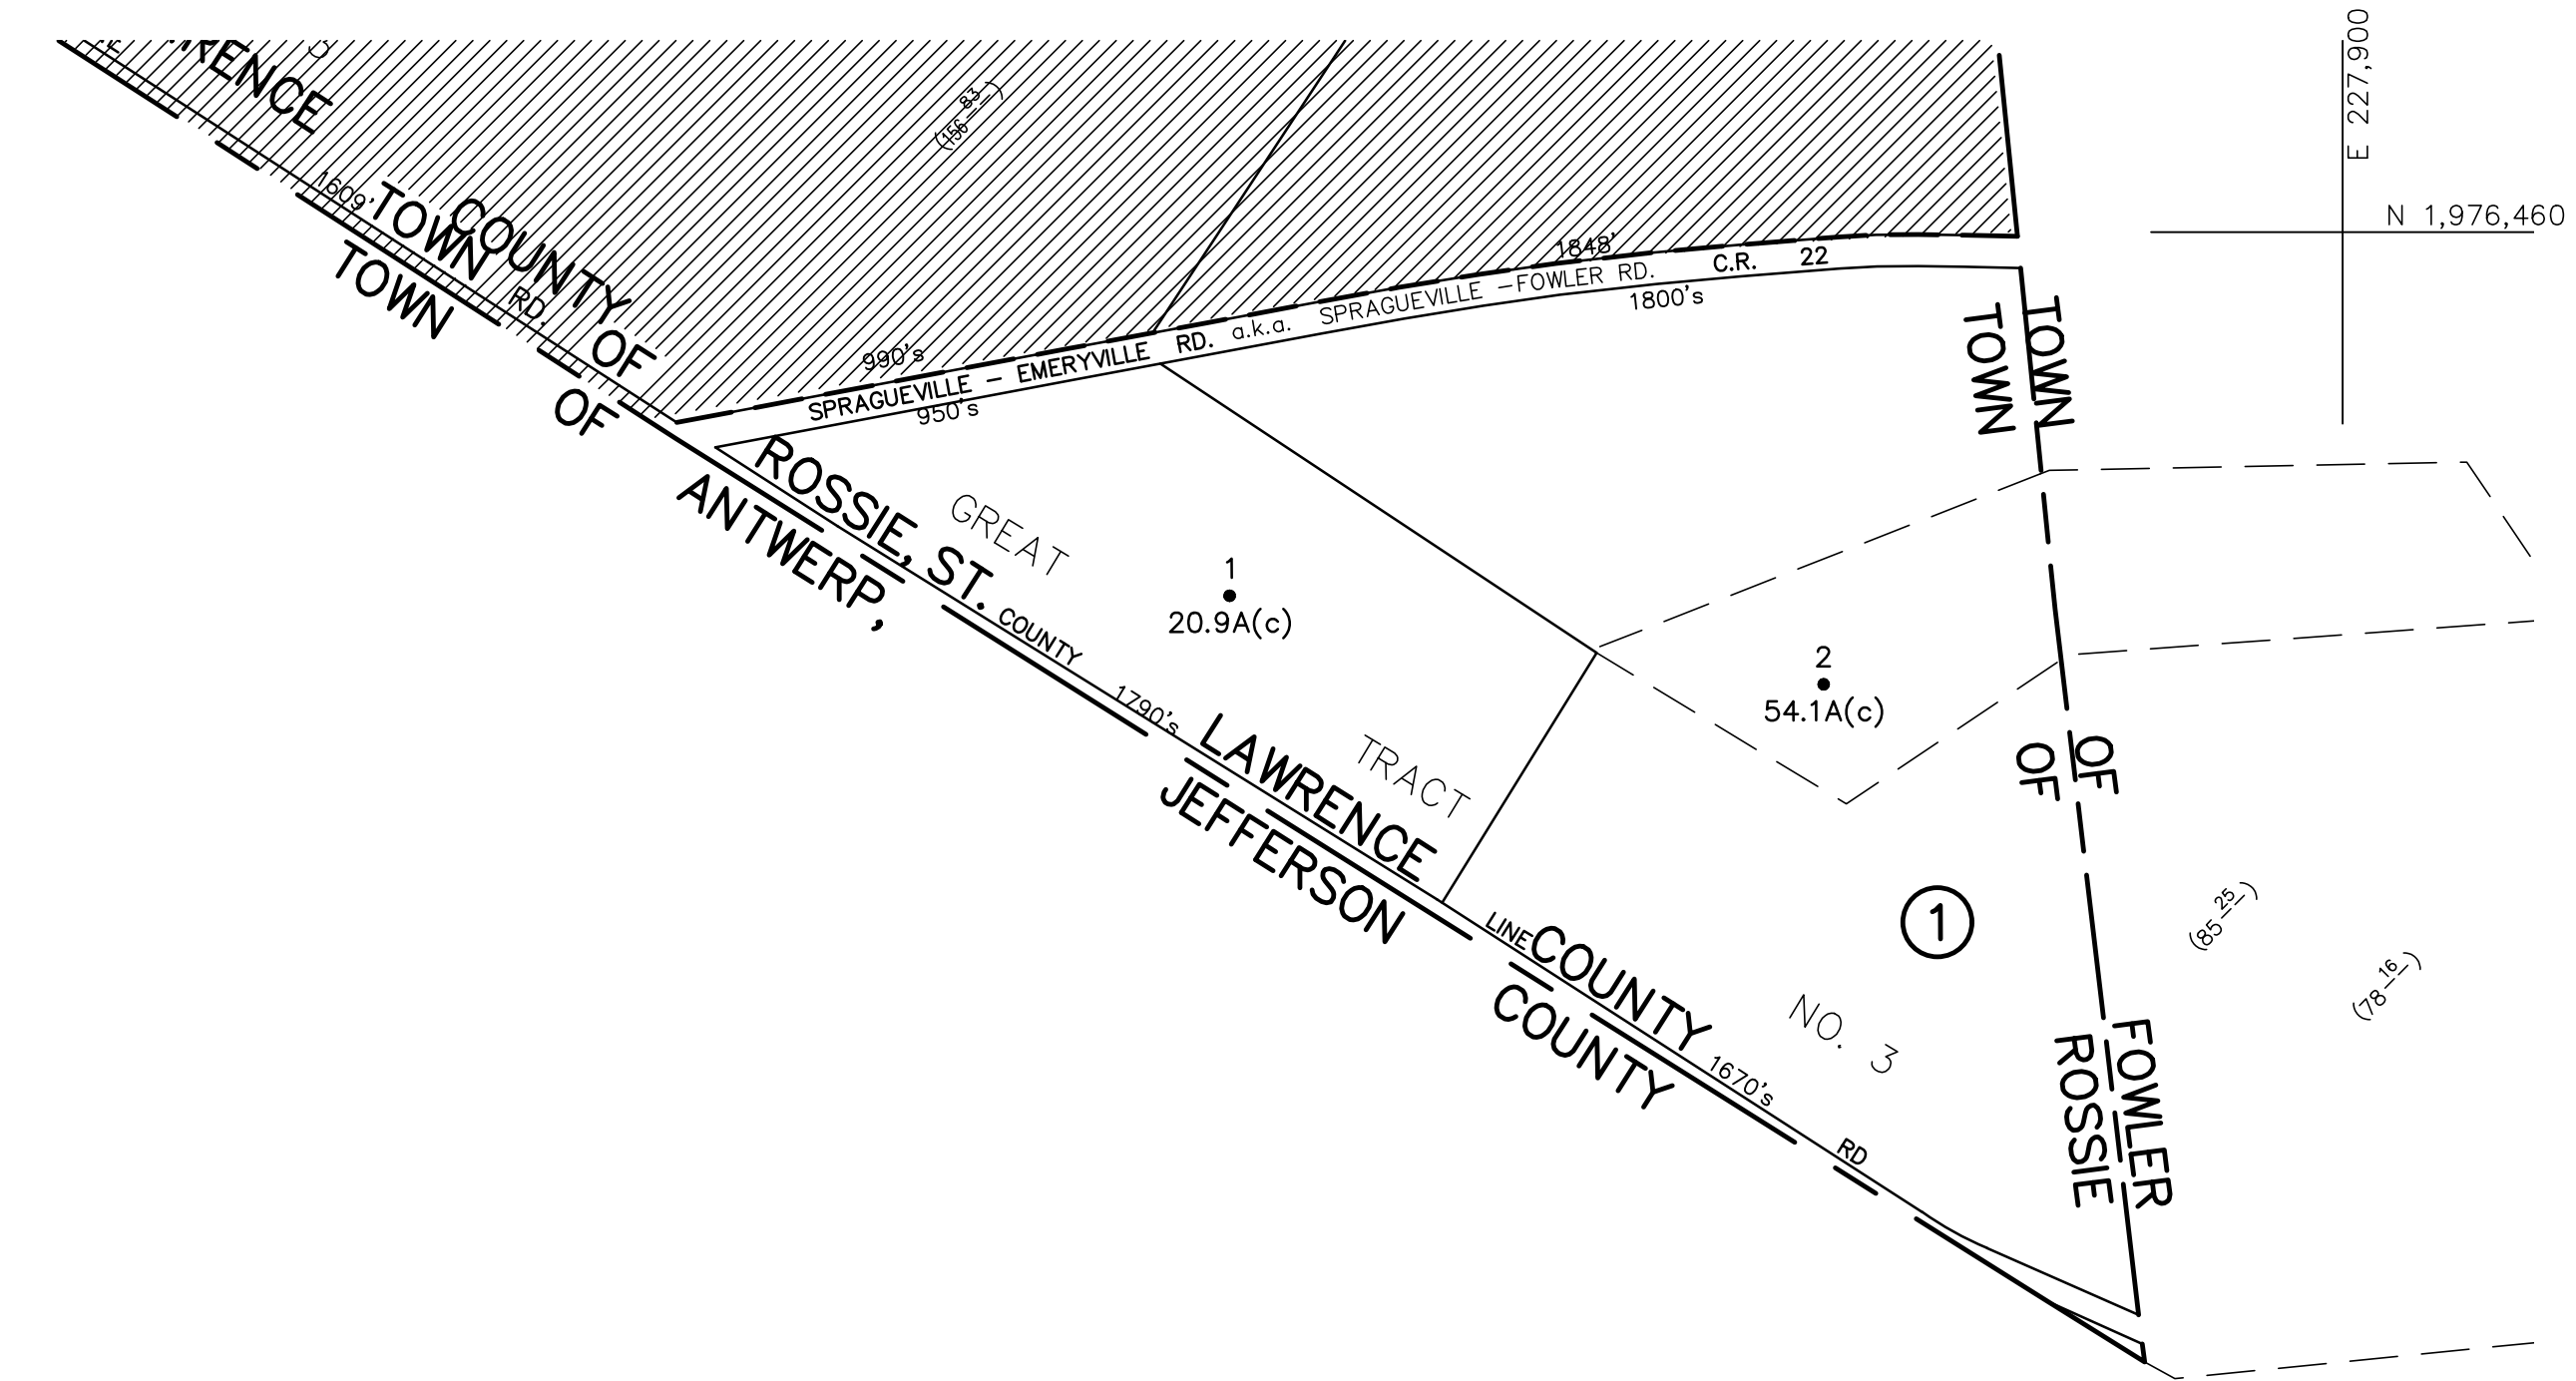 RENCE
(156-83)
E 227,900
N 1,976,460
1609'
TOWN
COUNTY
TOWN
RD.
OF
OF
1848'
C.R. 22
SPRAGUEVILLE - EMERYVILLE RD. a.k.a. SPRAGUEVILLE -FOWLER RD.
1800's
990's
950's
TOWN
TOWN
ROSSIE, ST.
ANTWERP,
GREAT
1
20.9A(c)
COUNTY
1790's
2
54.1A(c)
LAWRENCE
JEFFERSON
TRACT
OF
OF
1
LINE
COUNTY
COUNTY
NO. 3
1670's
RD
(85-25)
(78-16)
FOWLER
ROSSIE